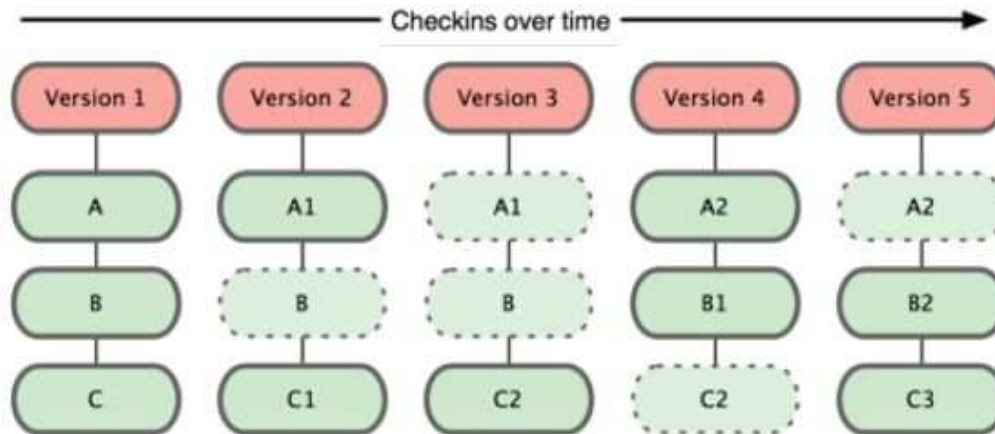 Checkins over time
Version 1 Version 2 Version 3 Version 4 Version 5
A A1 A1 A2 A2
B B B B1 B2
C C1 C2 C2 C3